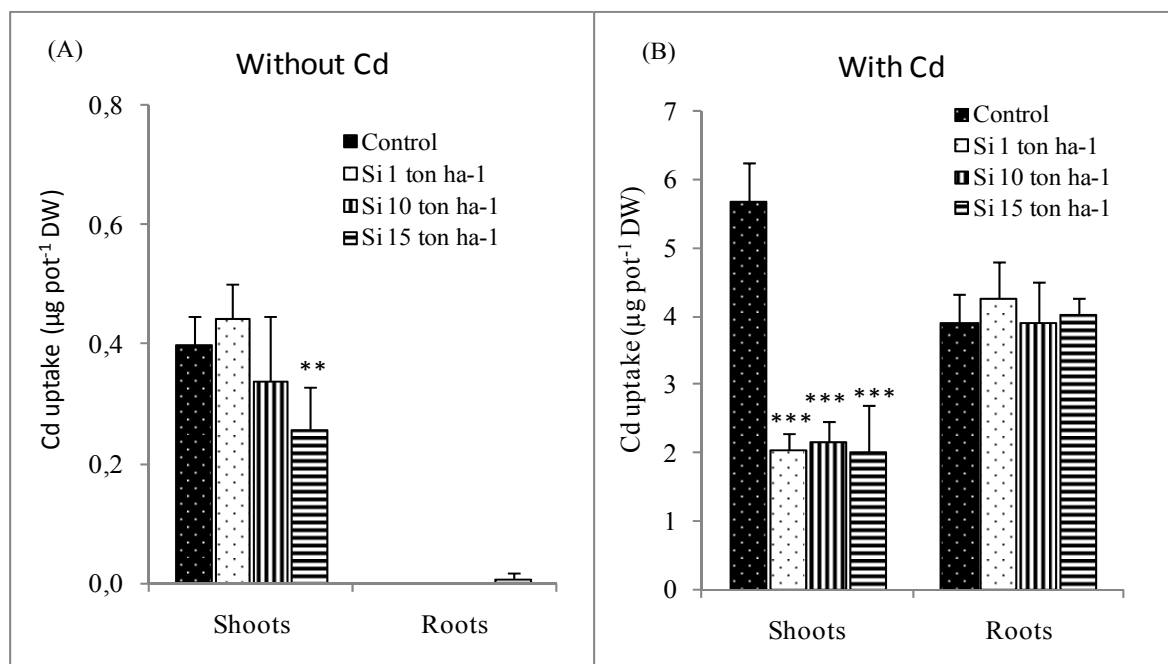 (A)
Without Cd
0,8
0,6
0,4
0,2
0,0
Cd uptake (µg pot-1 DW)
Control
Si 1 ton ha-1
Si 10 ton ha-1
Si 15 ton ha-1
**
Shoots Roots
(B)
With Cd
7
6
5
4
3
2
1
0
Cd uptake (µg pot-1 DW)
Control
Si 1 ton ha-1
Si 10 ton ha-1
Si 15 ton ha-1
*** *** ***
Shoots Roots